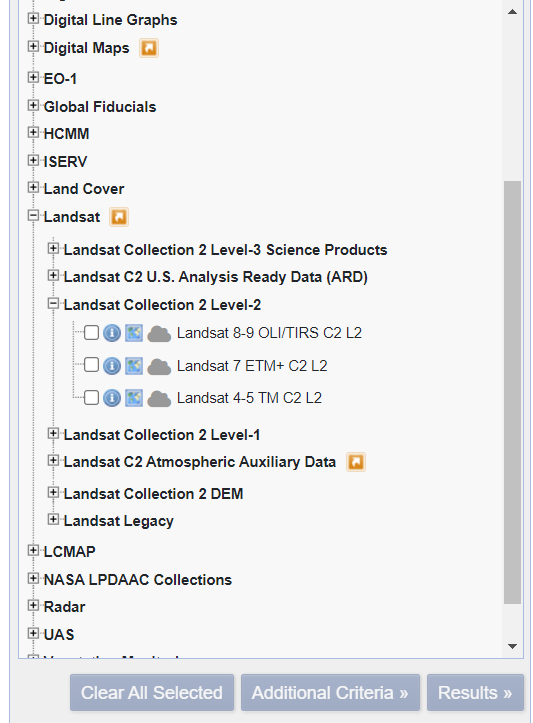 Digital Line Graphs
Digital Maps
EO-1
Global Fiducials
HCMM
ISERV
Land Cover
Landsat
Landsat Collection 2 Level-3 Science Products
Landsat C2 U.S. Analysis Ready Data (ARD)
Landsat Collection 2 Level-2
Landsat 8-9 OLI/TIRS C2 L2
Landsat 7 ETM+ C2 L2
Landsat 4-5 TM C2 L2
Landsat Collection 2 Level-1
Landsat C2 Atmospheric Auxiliary Data
Landsat Collection 2 DEM
Landsat Legacy
LCMAP
NASA LPDAAC Collections
Radar
UAS
Clear All Selected
Additional Criteria »
Results »